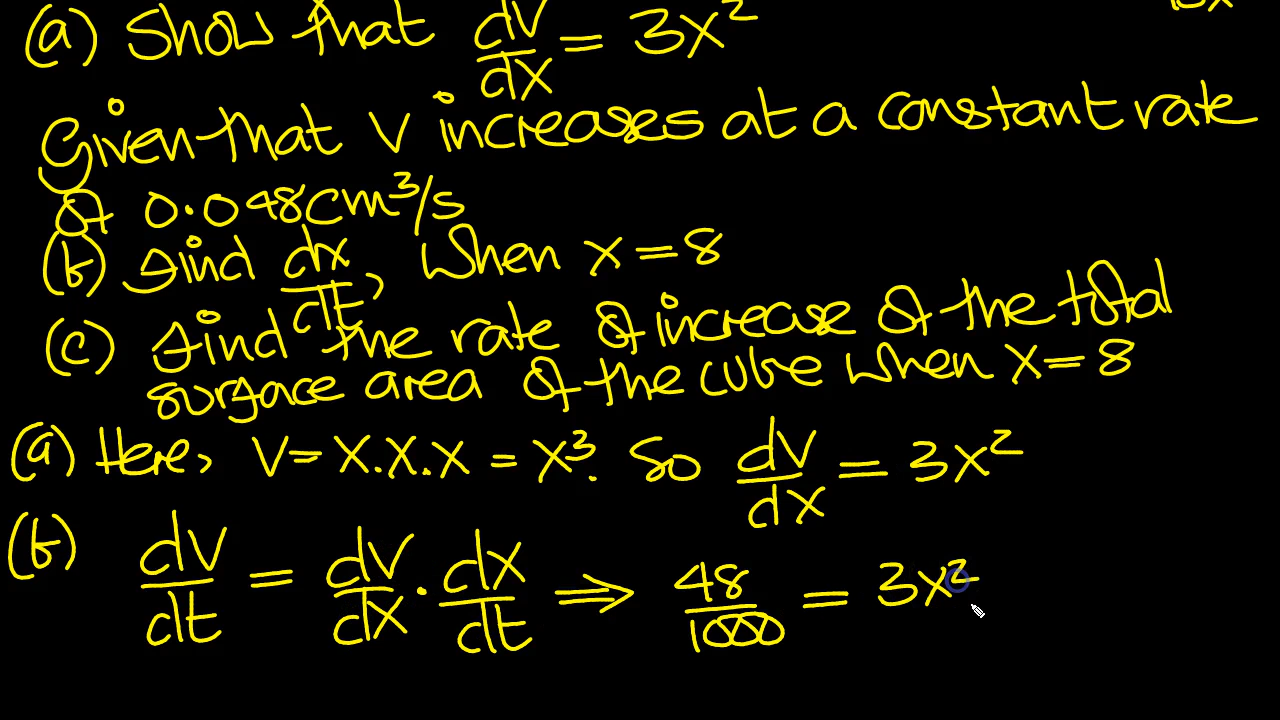 (a) Show that dV/dx = 3x²
Given that V increases at a constant rate
of 0.048cm³/s
(b) find dx/dt, when x = 8
(c) find the rate of increase of the total
surface area of the cube when x = 8
(a) Here, V = x.x.x = x³. So dV/dx = 3x²
(b) dV/dt = dV/dx · dx/dt ⟹ 48/1000 = 3x²